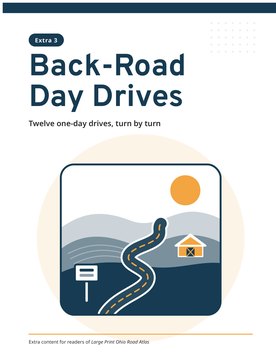 Extra 3
Back-Road
Day Drives
Twelve one-day drives, turn by turn
Extra content for readers of Large Print Ohio Road Atlas